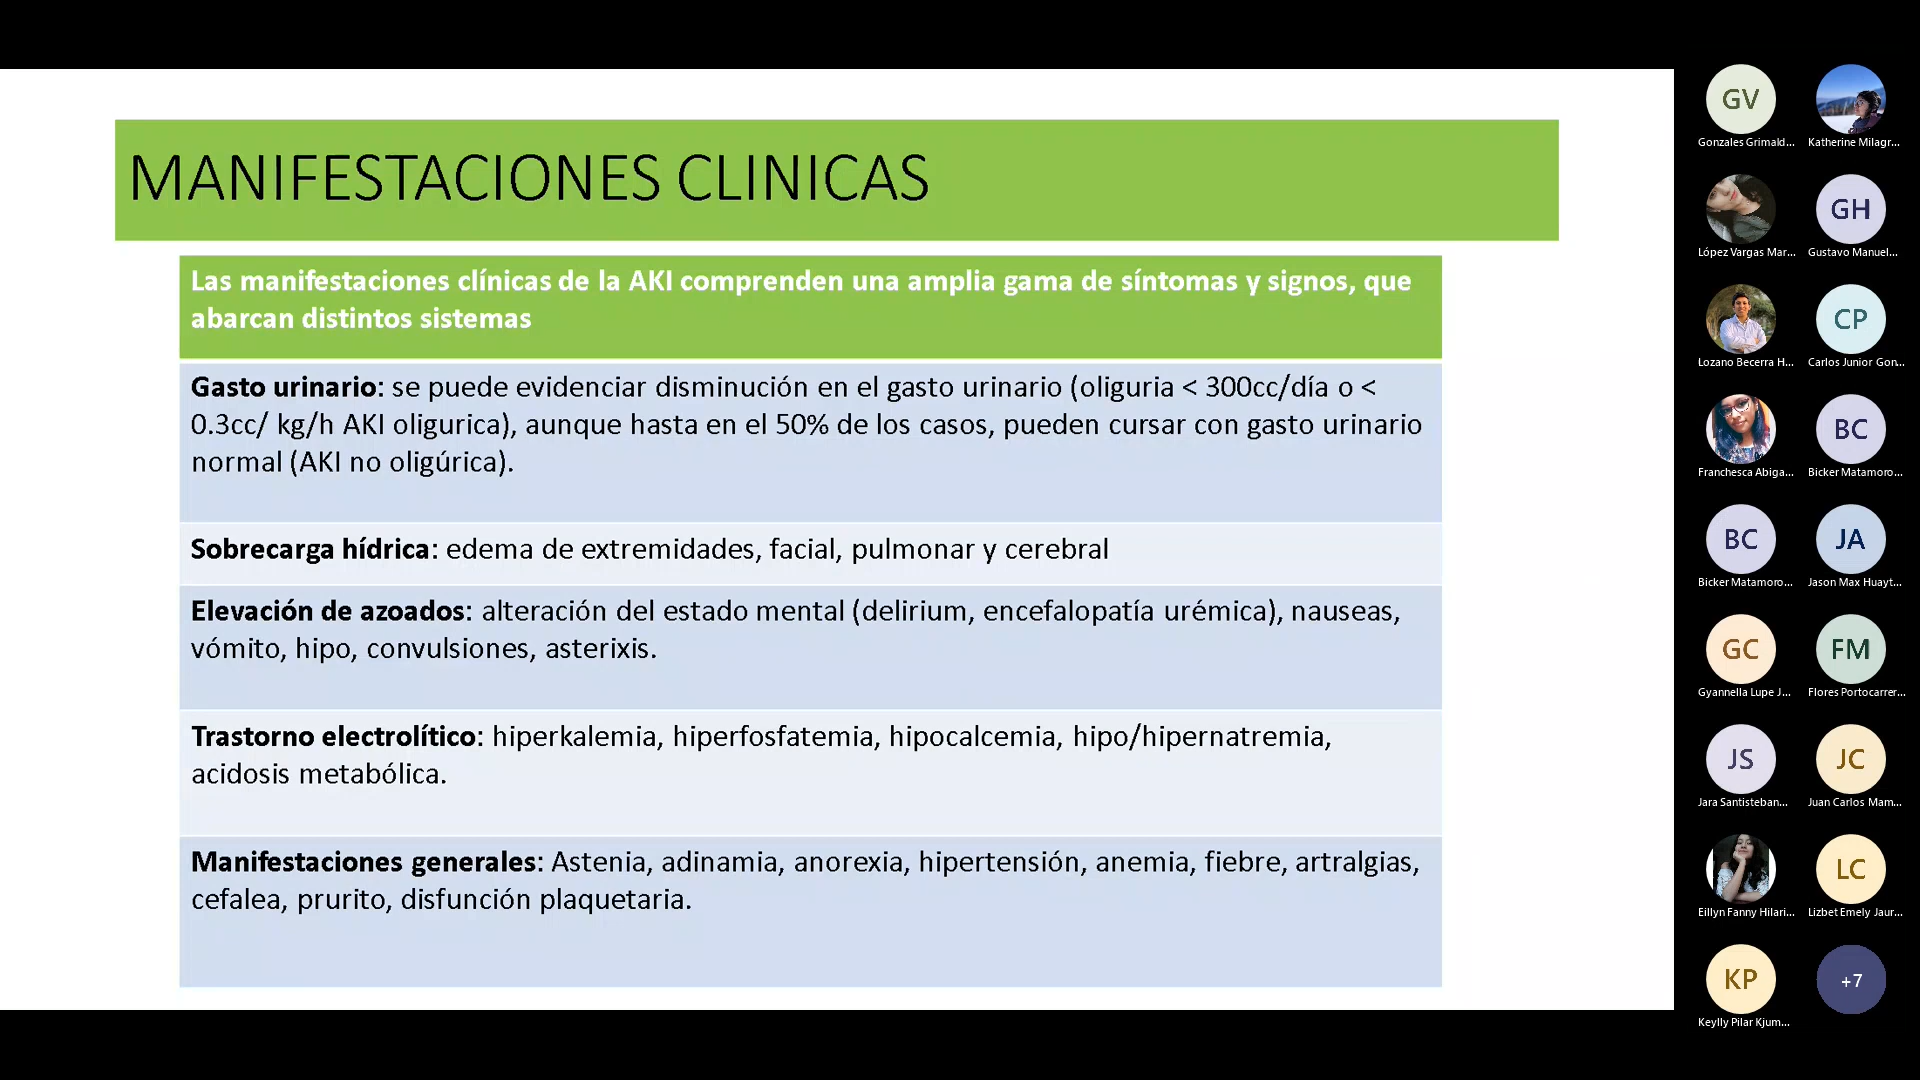 MANIFESTACIONES CLINICAS
Las manifestaciones clínicas de la AKI comprenden una amplia gama de síntomas y signos, que
abarcan distintos sistemas
Gasto urinario: se puede evidenciar disminución en el gasto urinario (oliguria < 300cc/día o <
0.3cc/ kg/h AKI oligurica), aunque hasta en el 50% de los casos, pueden cursar con gasto urinario
normal (AKI no oligúrica).
Sobrecarga hídrica: edema de extremidades, facial, pulmonar y cerebral
Elevación de azoados: alteración del estado mental (delirium, encefalopatía urémica), nauseas,
vómito, hipo, convulsiones, asterixis.
Trastorno electrolítico: hiperkalemia, hiperfosfatemia, hipocalcemia, hipo/hipernatremia,
acidosis metabólica.
Manifestaciones generales: Astenia, adinamia, anorexia, hipertensión, anemia, fiebre, artralgias,
cefalea, prurito, disfunción plaquetaria.
GV
Gonzales Grimald...
Katherine Milagr...
López Vargas Mar...
GH
Gustavo Manuel...
Lozano Becerra H...
CP
Carlos Junior Gon...
Franchesca Abiga...
BC
Bicker Matamoro...
BC
Bicker Matamoro...
JA
Jason Max Huayt...
GC
Gyannella Lupe J...
FM
Flores Portocarrer...
JS
Jara Santisteban...
JC
Juan Carlos Mam...
Eillyn Fanny Hilari...
LC
Lizbet Emely Jaur...
KP
Keylly Pilar Kjum...
+7